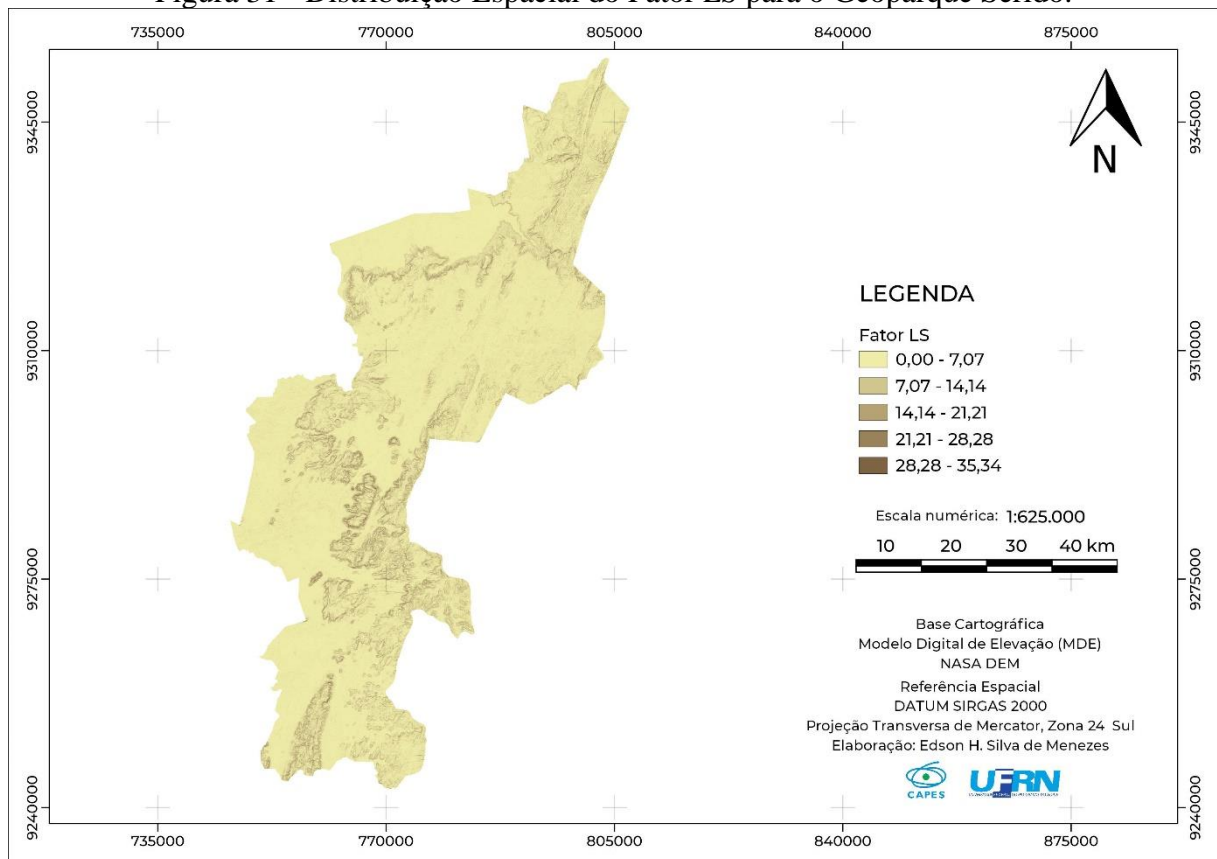 Figura 31 - Distribuição Espacial do Fator LS para o Geoparque Seridó.
735000 770000 805000 840000 875000
9345000 9345000
N
9310000 9310000
LEGENDA
Fator LS
0,00 - 7,07
7,07 - 14,14
14,14 - 21,21
21,21 - 28,28
28,28 - 35,34
Escala numérica: 1:625.000
10 20 30 40 km
9275000 9275000
Base Cartográfica
Modelo Digital de Elevação (MDE)
NASA DEM
Referência Espacial
DATUM SIRGAS 2000
Projeção Transversa de Mercator, Zona 24 Sul
Elaboração: Edson H. Silva de Menezes
CAPES UFRN
9240000 9240000
735000 770000 805000 840000 875000